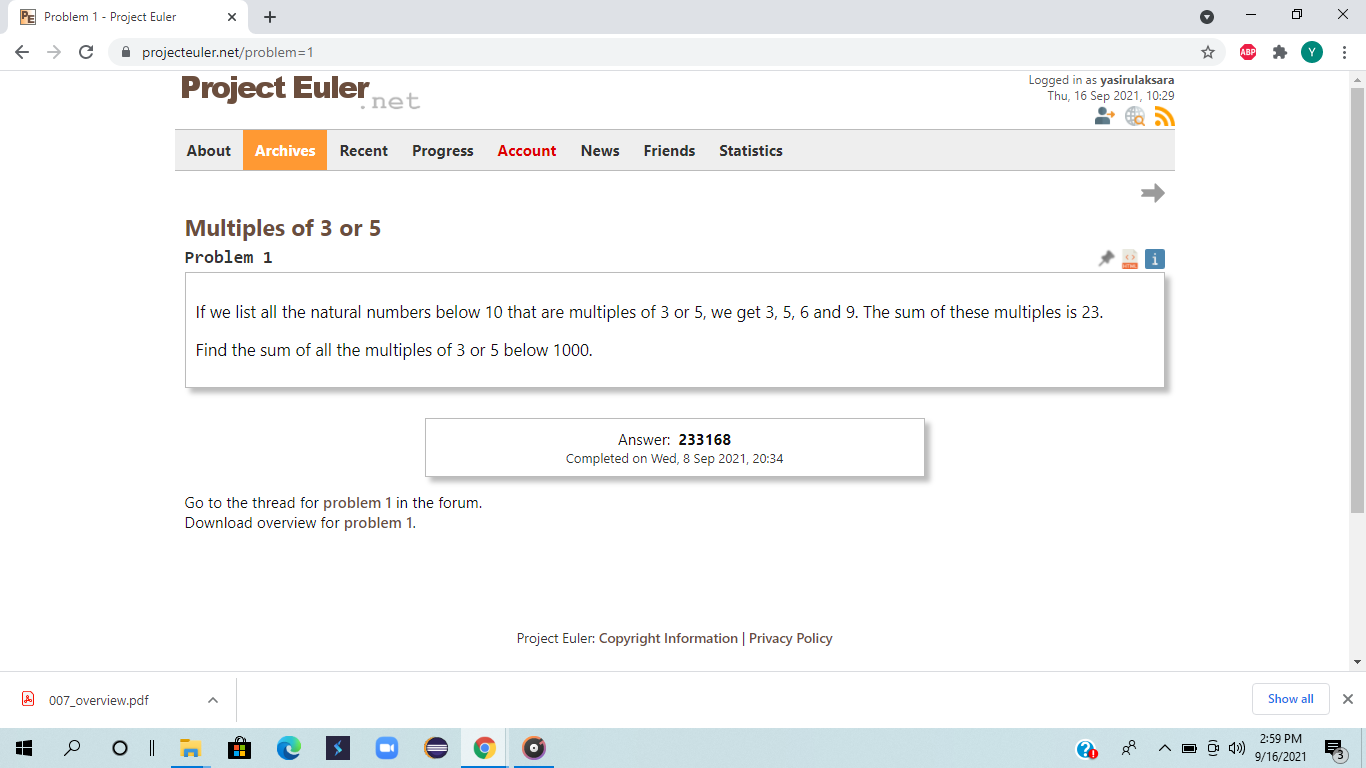 Problem 1 - Project Euler
projecteuler.net/problem=1
ABP
Y
Project Euler .net
Logged in as yasirulaksara
Thu, 16 Sep 2021, 10:29
About Archives Recent Progress Account News Friends Statistics
Multiples of 3 or 5
Problem 1
If we list all the natural numbers below 10 that are multiples of 3 or 5, we get 3, 5, 6 and 9. The sum of these multiples is 23.
Find the sum of all the multiples of 3 or 5 below 1000.
Answer: 233168
Completed on Wed, 8 Sep 2021, 20:34
Go to the thread for problem 1 in the forum.
Download overview for problem 1.
Project Euler: Copyright Information | Privacy Policy
007_overview.pdf
Show all
2:59 PM
9/16/2021
3